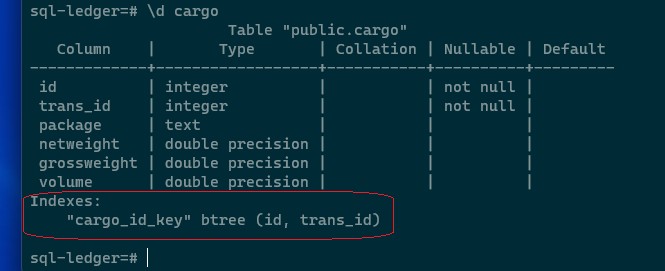 sql-ledger=# \d cargo
                     Table "public.cargo"
   Column    |       Type       | Collation | Nullable | Default
-------------+------------------+-----------+----------+---------
 id          | integer          |           | not null |
 trans_id    | integer          |           | not null |
 package     | text             |           |          |
 netweight   | double precision |           |          |
 grossweight | double precision |           |          |
 volume      | double precision |           |          |
Indexes:
    "cargo_id_key" btree (id, trans_id)
sql-ledger=#